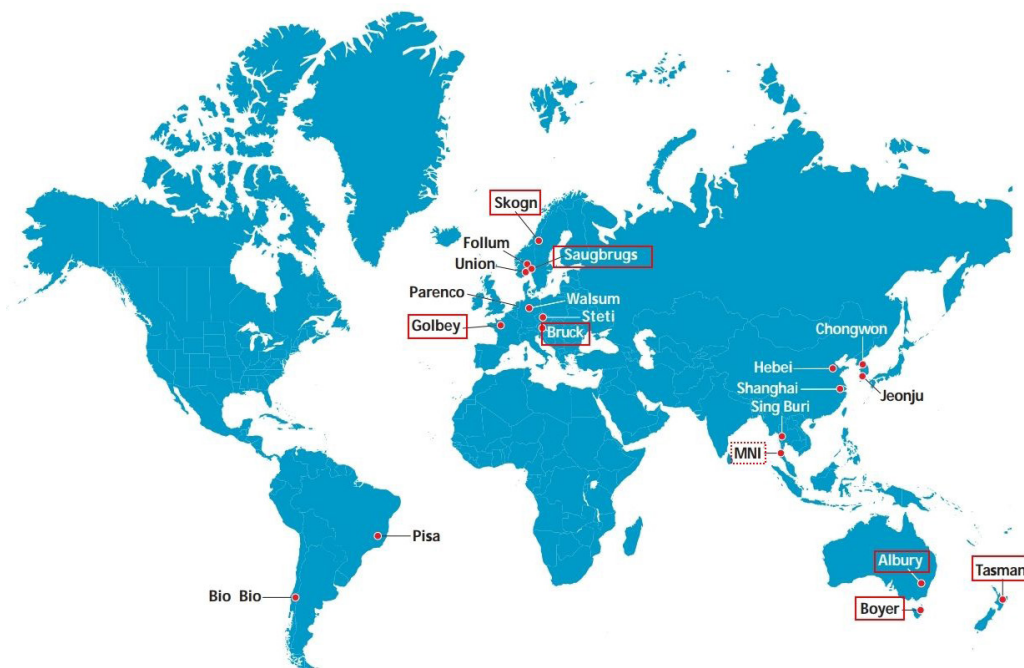 Skogn
Follum
Saugbrugs
Union
Parenco
Walsum
Steti
Golbey
Bruck
Chongwon
Hebei
Shanghai
Jeonju
Sing Buri
MNI
Pisa
Albury
Tasman
Bio Bio
Boyer